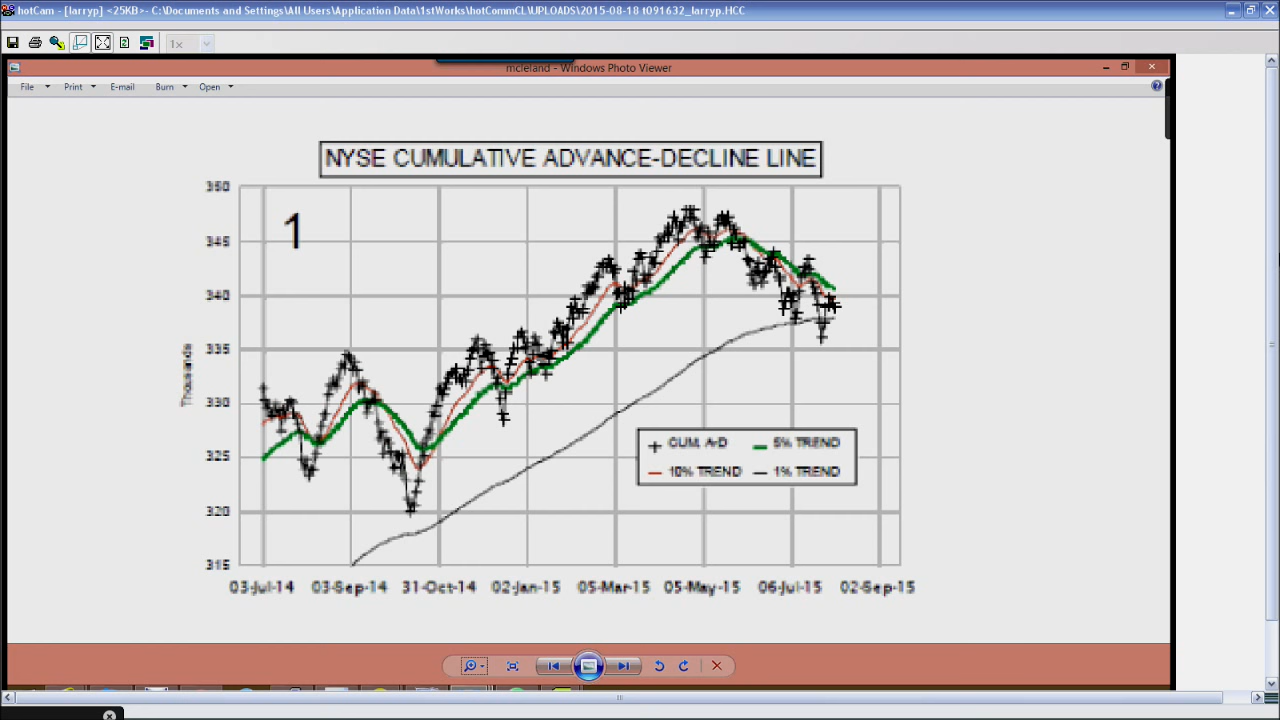 hotCam - [larryp] <25KB> - C:\Documents and Settings\All Users\Application Data\1stWorks\hotCommCL\UPLOADS\2015-08-18 t091632_larryp.HCC
1x
mcleland - Windows Photo Viewer
File Print E-mail Burn Open
NYSE CUMULATIVE ADVANCE-DECLINE LINE
1
350
345
340
335
330
325
320
315
Thousands
CUM. A-D 5% TREND
10% TREND 1% TREND
03-Jul-14 03-Sep-14 31-Oct-14 02-Jan-15 05-Mar-15 05-May-15 06-Jul-15 02-Sep-15